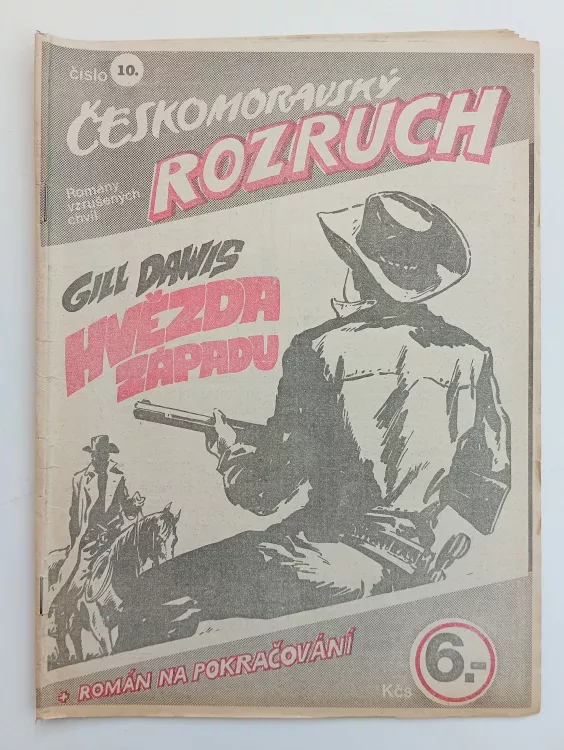 číslo 10.
ČESKOMORAVSKÝ
ROZRUCH
Romány
vzrušených
chvil
GILL DAWIS
HVĚZDA
ZÁPADU
+ ROMÁN NA POKRAČOVÁNÍ
Kčs 6.-